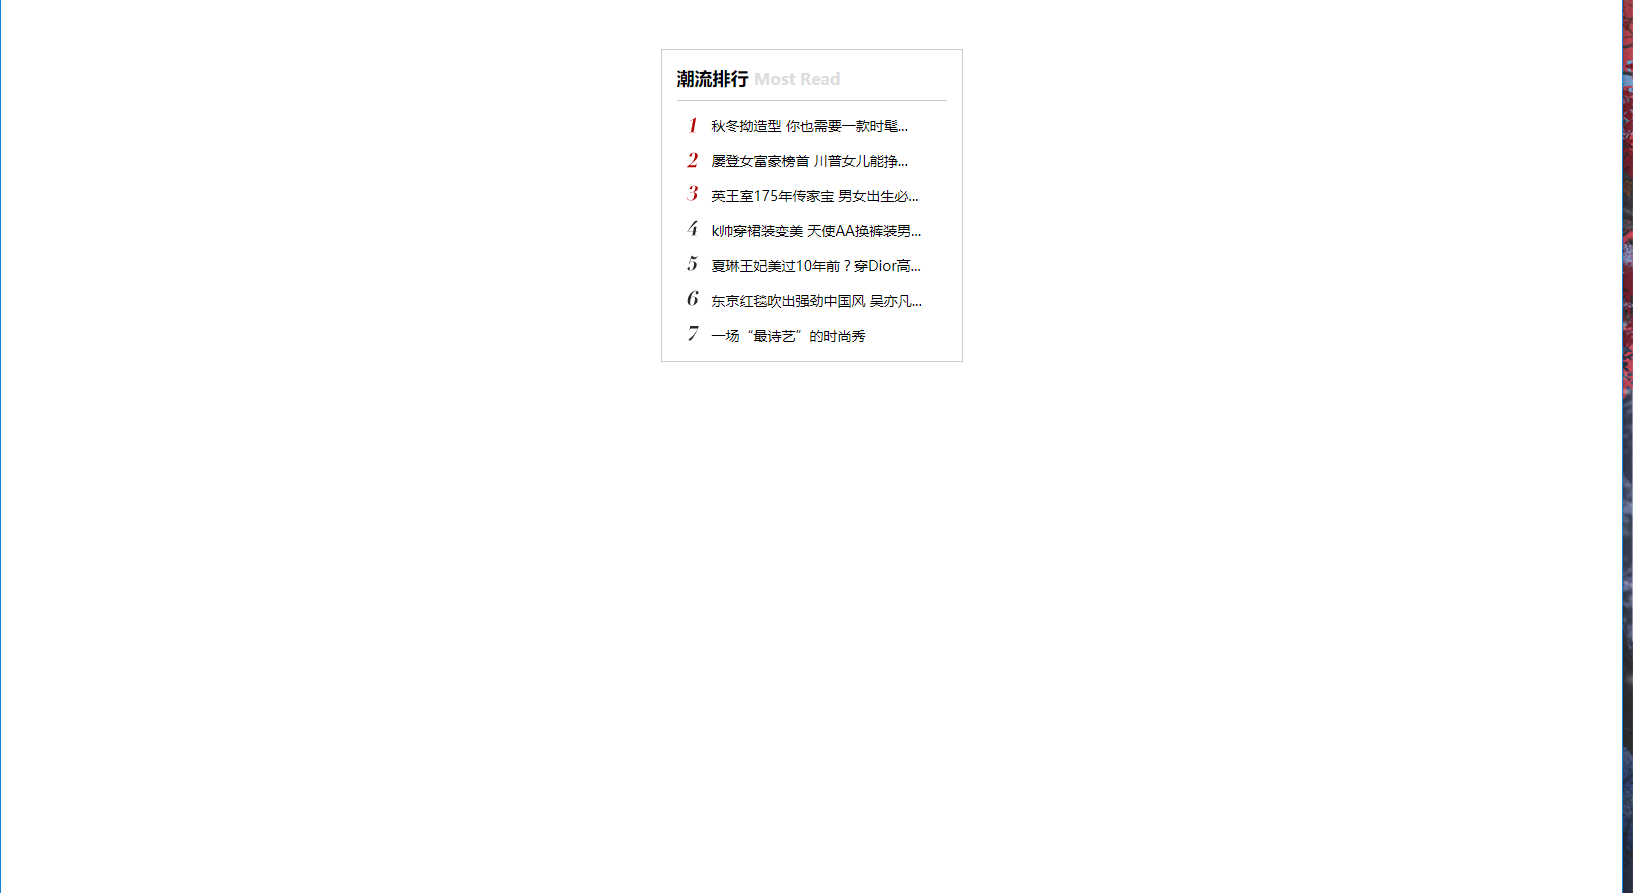 潮流排行 Most Read
1 秋冬拗造型 你也需要一款时髦...
2 屡登女富豪榜首 川普女儿能挣...
3 英王室175年传家宝 男女出生必...
4 k帅穿裙装变美 天使AA换裤装男...
5 夏琳王妃美过10年前？穿Dior高...
6 东京红毯吹出强劲中国风 吴亦凡...
7 一场“最诗艺”的时尚秀